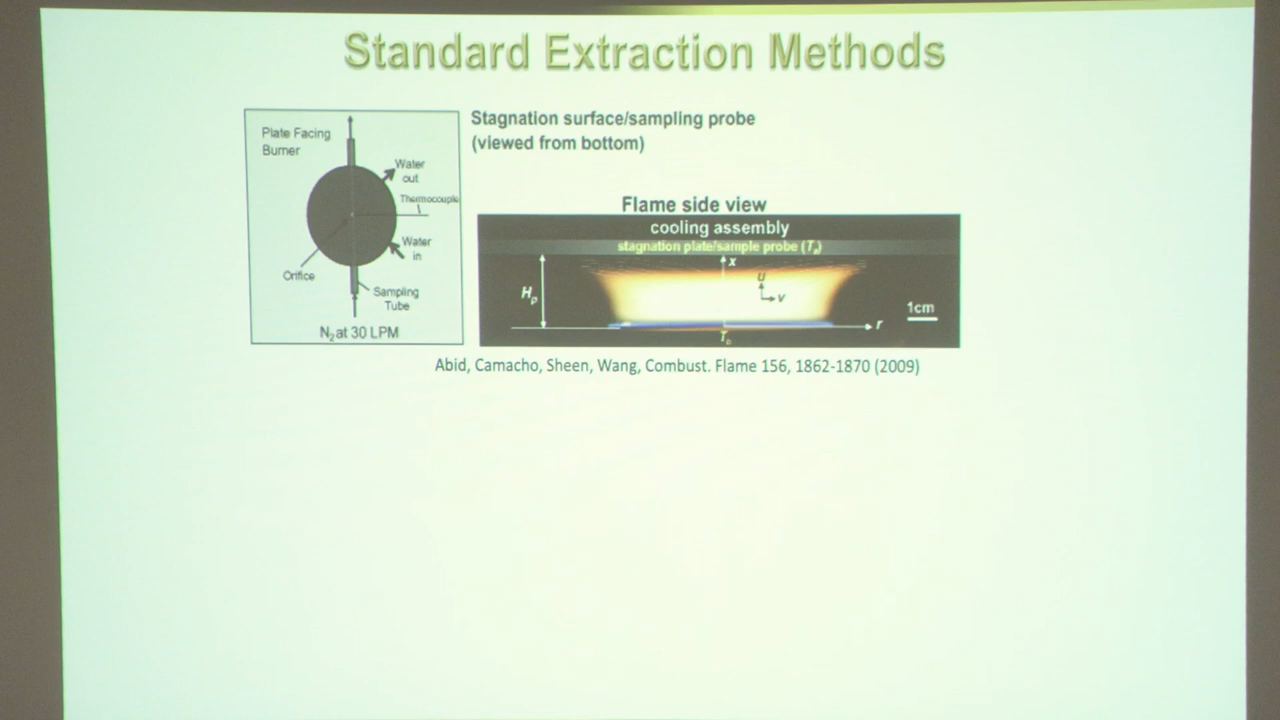 Standard Extraction Methods
Plate Facing
Burner
Water
out
Thermocouple
Water
in
Orifice
Sampling
Tube
N₂ at 30 LPM
Stagnation surface/sampling probe
(viewed from bottom)
Flame side view
cooling assembly
stagnation plate/sample probe (Tₛ)
x
u
v
Hₚ
1cm
r
Abid, Camacho, Sheen, Wang, Combust. Flame 156, 1862-1870 (2009)